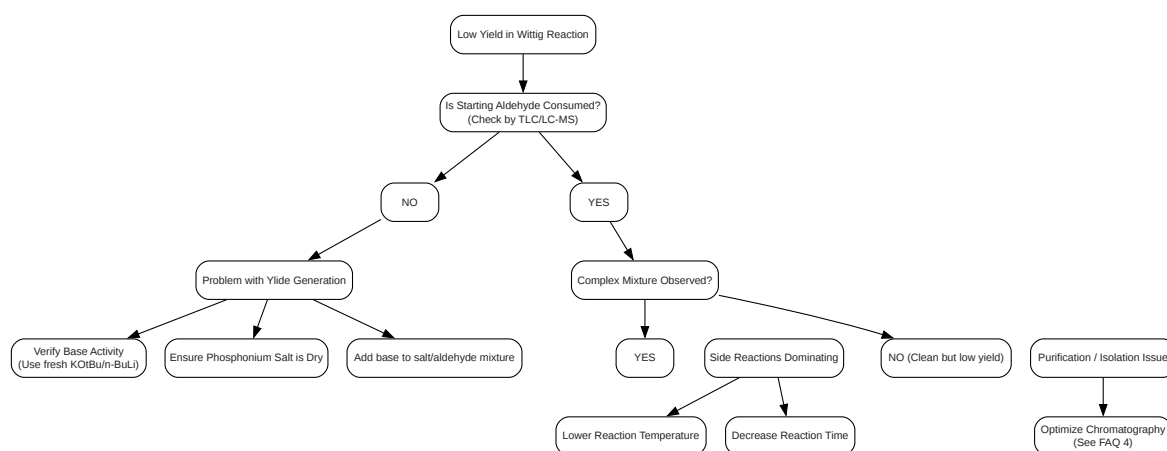 Low Yield in Wittig Reaction
Is Starting Aldehyde Consumed?
(Check by TLC/LC-MS)
NO
YES
Problem with Ylide Generation
Complex Mixture Observed?
Verify Base Activity
(Use fresh KOtBu/n-BuLi)
Ensure Phosphonium Salt is Dry
Add base to salt/aldehyde mixture
YES
Side Reactions Dominating
NO (Clean but low yield)
Purification / Isolation Issue
Lower Reaction Temperature
Decrease Reaction Time
Optimize Chromatography
(See FAQ 4)